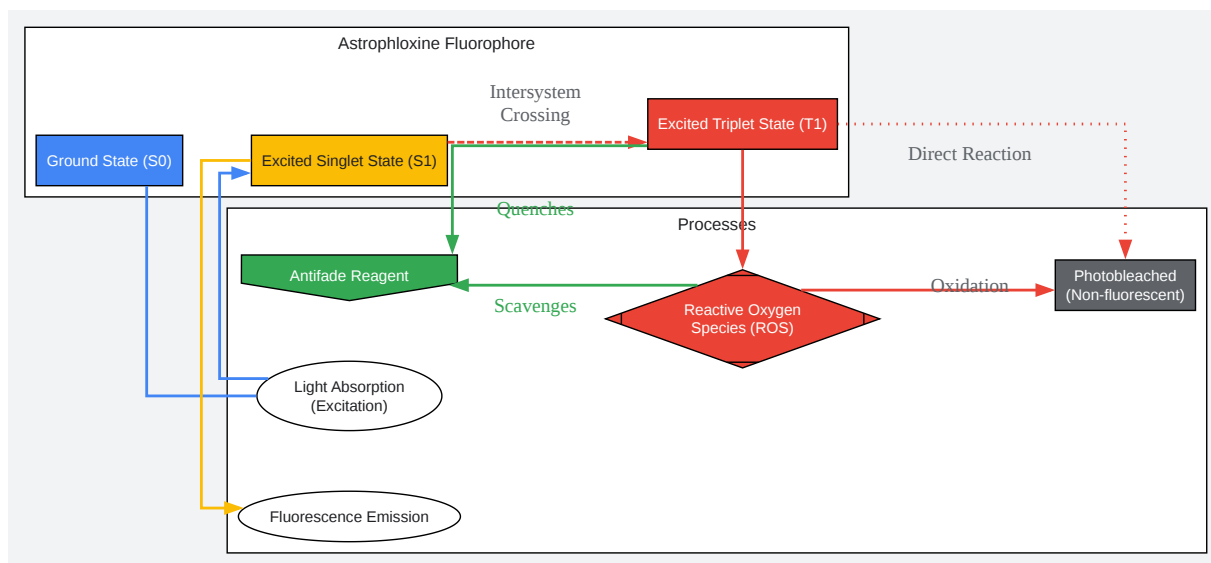 Astrophloxine Fluorophore
Intersystem
Crossing
Excited Triplet State (T1)
Ground State (S0)
Excited Singlet State (S1)
Direct Reaction
Quenches
Processes
Antifade Reagent
Photobleached
(Non-fluorescent)
Oxidation
Scavenges
Reactive Oxygen
Species (ROS)
Light Absorption
(Excitation)
Fluorescence Emission